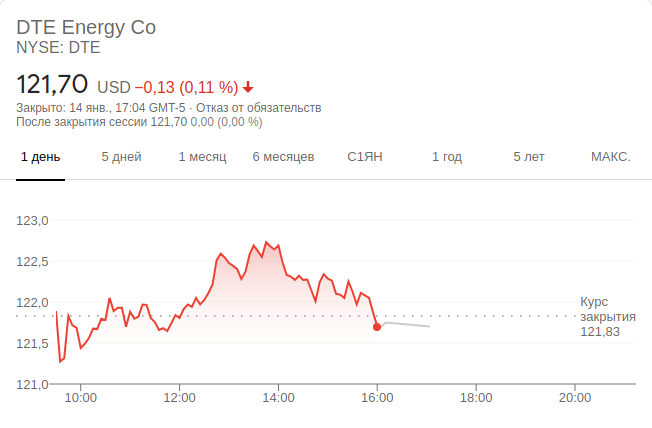 DTE Energy Co
NYSE: DTE
121,70 USD −0,13 (0,11 %)
Закрыто: 14 янв., 17:04 GMT-5 · Отказ от обязательств
После закрытия сессии 121,70 0,00 (0,00 %)
1 день 5 дней 1 месяц 6 месяцев С1ЯН 1 год 5 лет МАКС.
123,0
122,5
122,0
121,5
121,0
Курс
закрытия
121,83
10:00 12:00 14:00 16:00 18:00 20:00